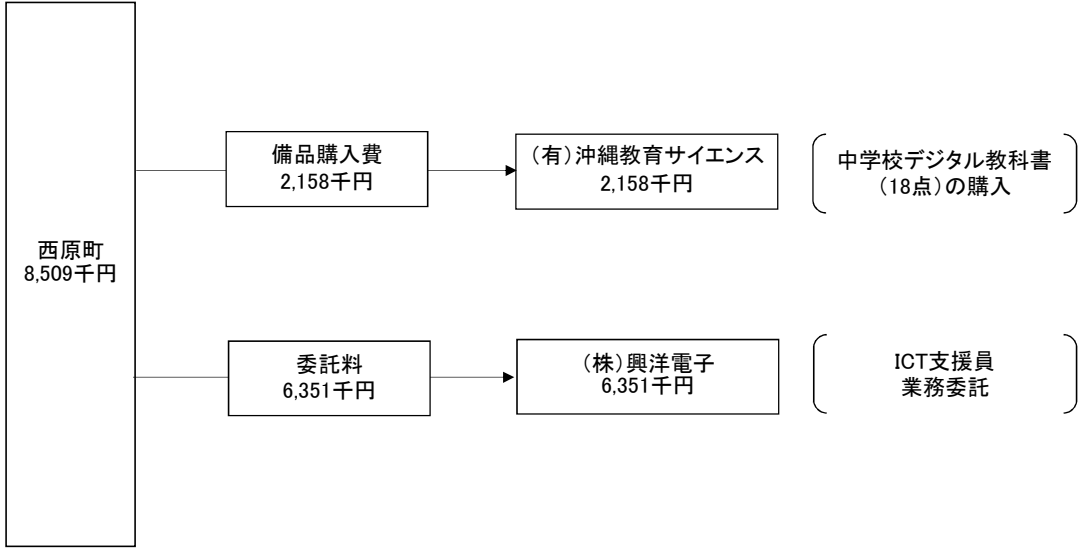 西原町
8,509千円
備品購入費
2,158千円
（有）沖縄教育サイエンス
2,158千円
中学校デジタル教科書
（18点）の購入
委託料
6,351千円
（株）興洋電子
6,351千円
ICT支援員
業務委託